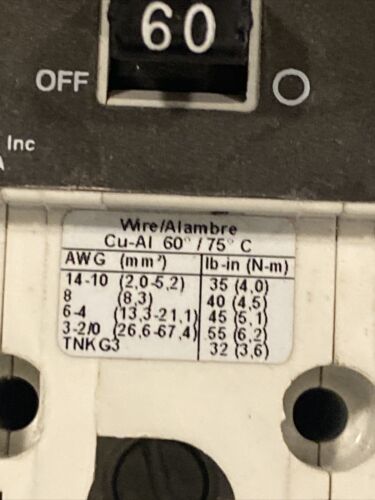 60
OFF
Inc
Wire/Alambre
Cu-Al 60° / 75° C
AWG (mm²) lb-in (N-m)
14-10 (2,0-5,2) 35 (4,0)
8 (8,3) 40 (4,5)
6-4 (13,3-21,1) 45 (5,1)
3-2/0 (26,6-67,4) 55 (6,2)
TNK G3 32 (3,6)